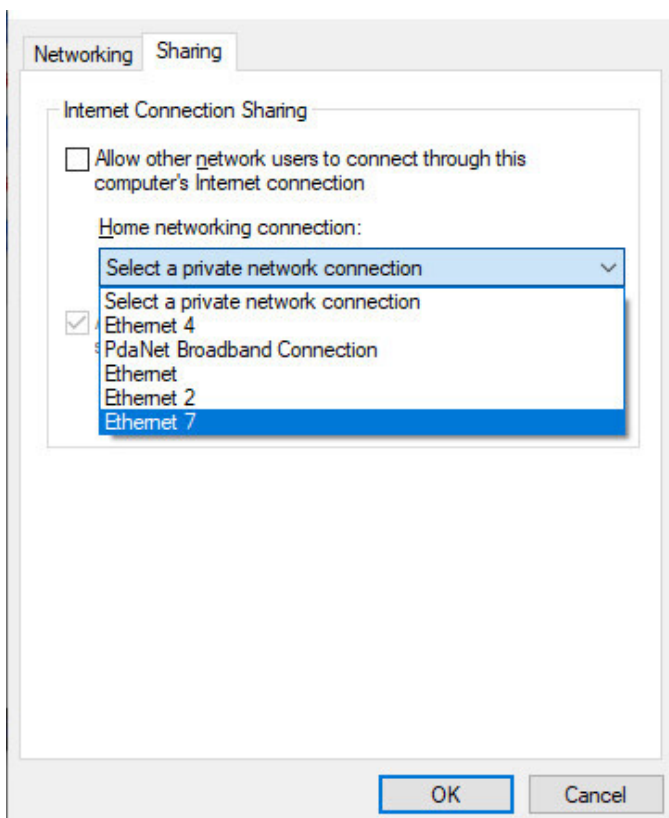 Networking
Sharing
Internet Connection Sharing
Allow other network users to connect through this
computer's Internet connection
Home networking connection:
Select a private network connection
Select a private network connection
Ethernet 4
PdaNet Broadband Connection
Ethernet
Ethernet 2
Ethernet 7
OK
Cancel